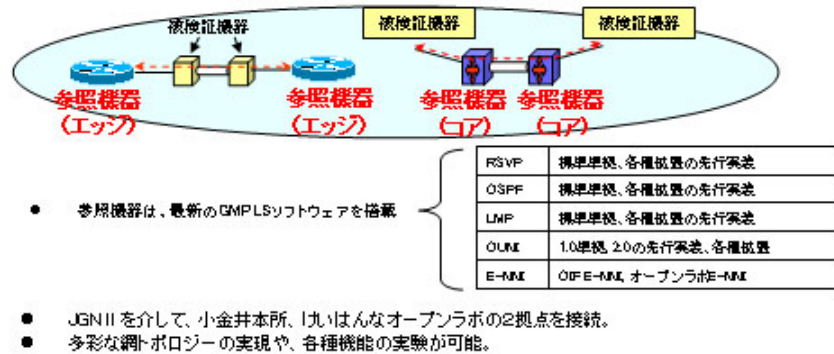 被検証機器
被検証機器 被検証機器
参照機器 参照機器 参照機器 参照機器
(エッジ) (エッジ) (コア) (コア)
RSVP 標準準拠、各種拡張の先行実装
OSPF 標準準拠、各種拡張の先行実装
● 参照機器は、最新のGMPLSソフトウェアを搭載
LMP 標準準拠、各種拡張の先行実装
OUNI 1.0準拠、2.0の先行実装、各種拡張
E-NNI OIF E-NNI, オープンラボE-NNI
● JGNIIを介して、小金井本所、けいはんなオープンラボの2拠点を接続。
● 多彩な網トポロジーの実現や、各種機能の実験が可能。